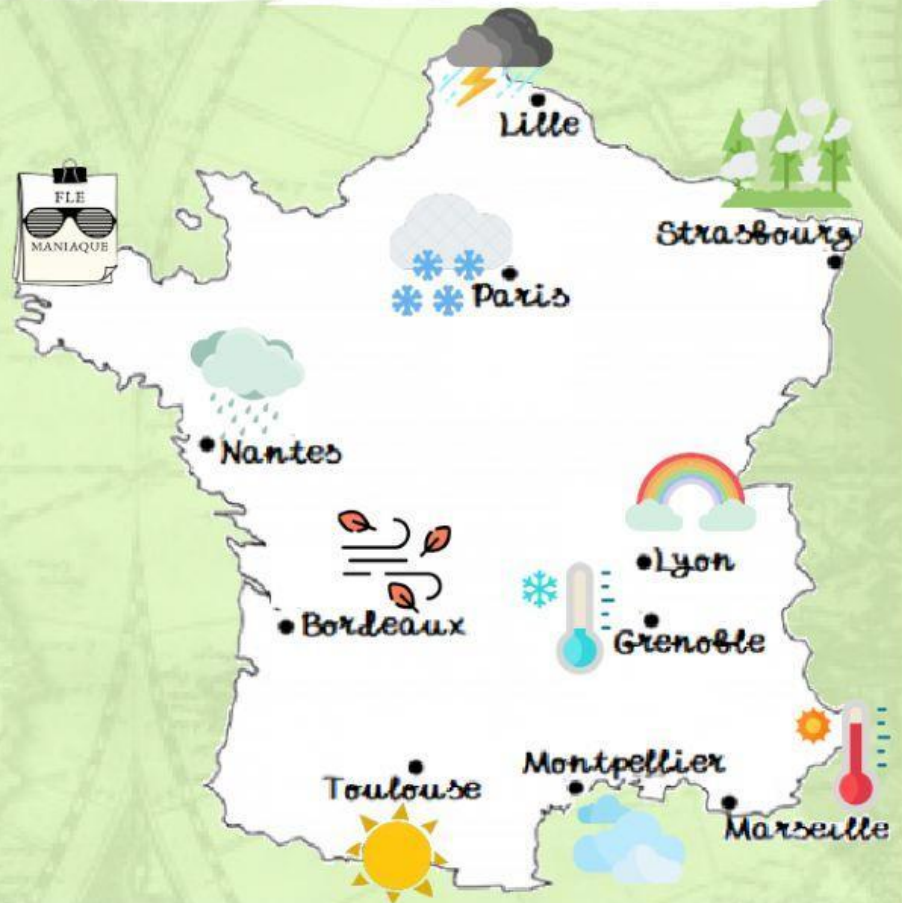 Lille
FLE
MANIAQUE
Strasbourg
Paris
Nantes
Lyon
Bordeaux
Grenoble
Montpellier
Toulouse
Marseille